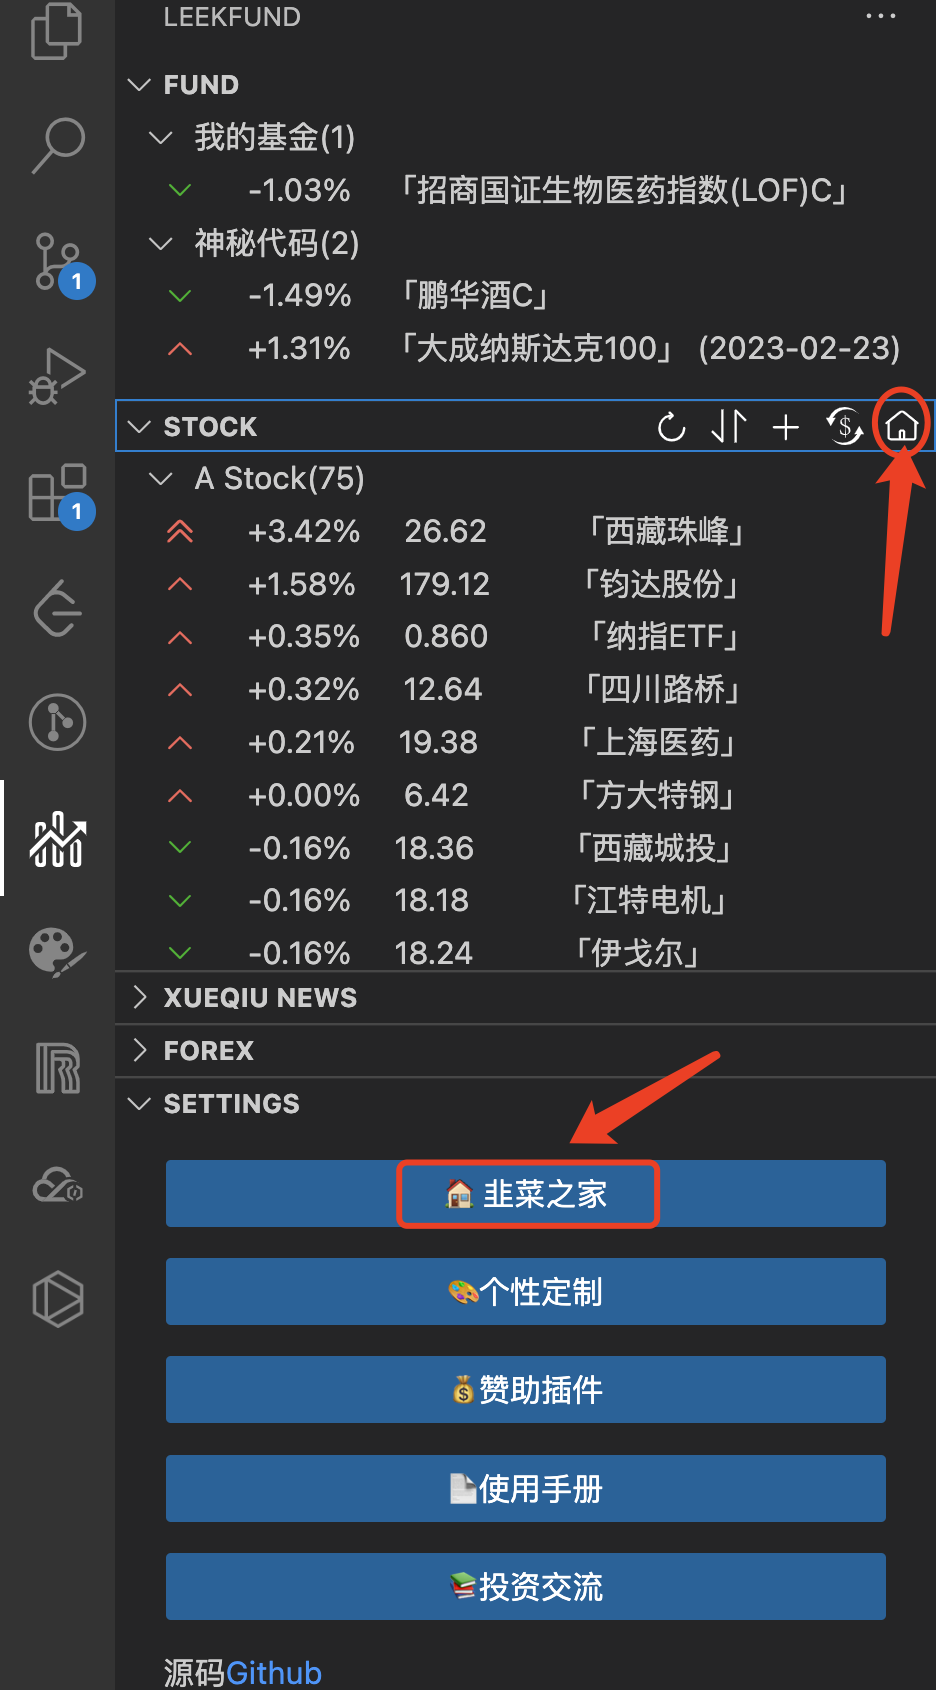 LEEKFUND
FUND
我的基金(1)
-1.03% 「招商国证生物医药指数(LOF)C」
神秘代码(2)
-1.49% 「鹏华酒C」
+1.31% 「大成纳斯达克100」 (2023-02-23)
STOCK
A Stock(75)
+3.42% 26.62 「西藏珠峰」
+1.58% 179.12 「钧达股份」
+0.35% 0.860 「纳指ETF」
+0.32% 12.64 「四川路桥」
+0.21% 19.38 「上海医药」
+0.00% 6.42 「方大特钢」
-0.16% 18.36 「西藏城投」
-0.16% 18.18 「江特电机」
-0.16% 18.24 「伊戈尔」
XUEQIU NEWS
FOREX
SETTINGS
韭菜之家
个性定制
赞助插件
使用手册
投资交流
源码Github
1
1